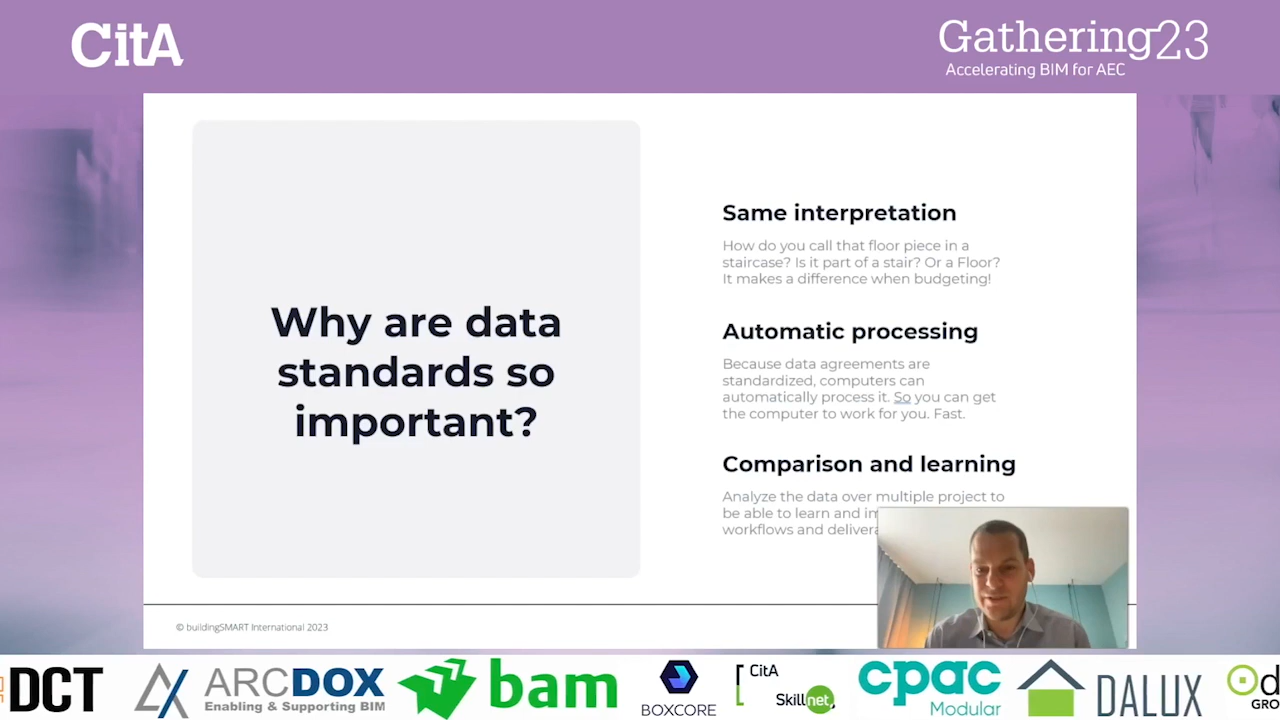 CitA
Gathering23
Accelerating BIM for AEC
Why are data
standards so
important?
Same interpretation
How do you call that floor piece in a
staircase? Is it part of a stair? Or a Floor?
It makes a difference when budgeting!
Automatic processing
Because data agreements are
standardized, computers can
automatically process it. So you can get
the computer to work for you. Fast.
Comparison and learning
Analyze the data over multiple project to
be able to learn and
workflows and
© buildingSMART International 2023
DCT
ARCDOX
Enabling & Supporting BIM
bam
BOXCORE
CitA
Skillnet
cpac
Modular
DALUX